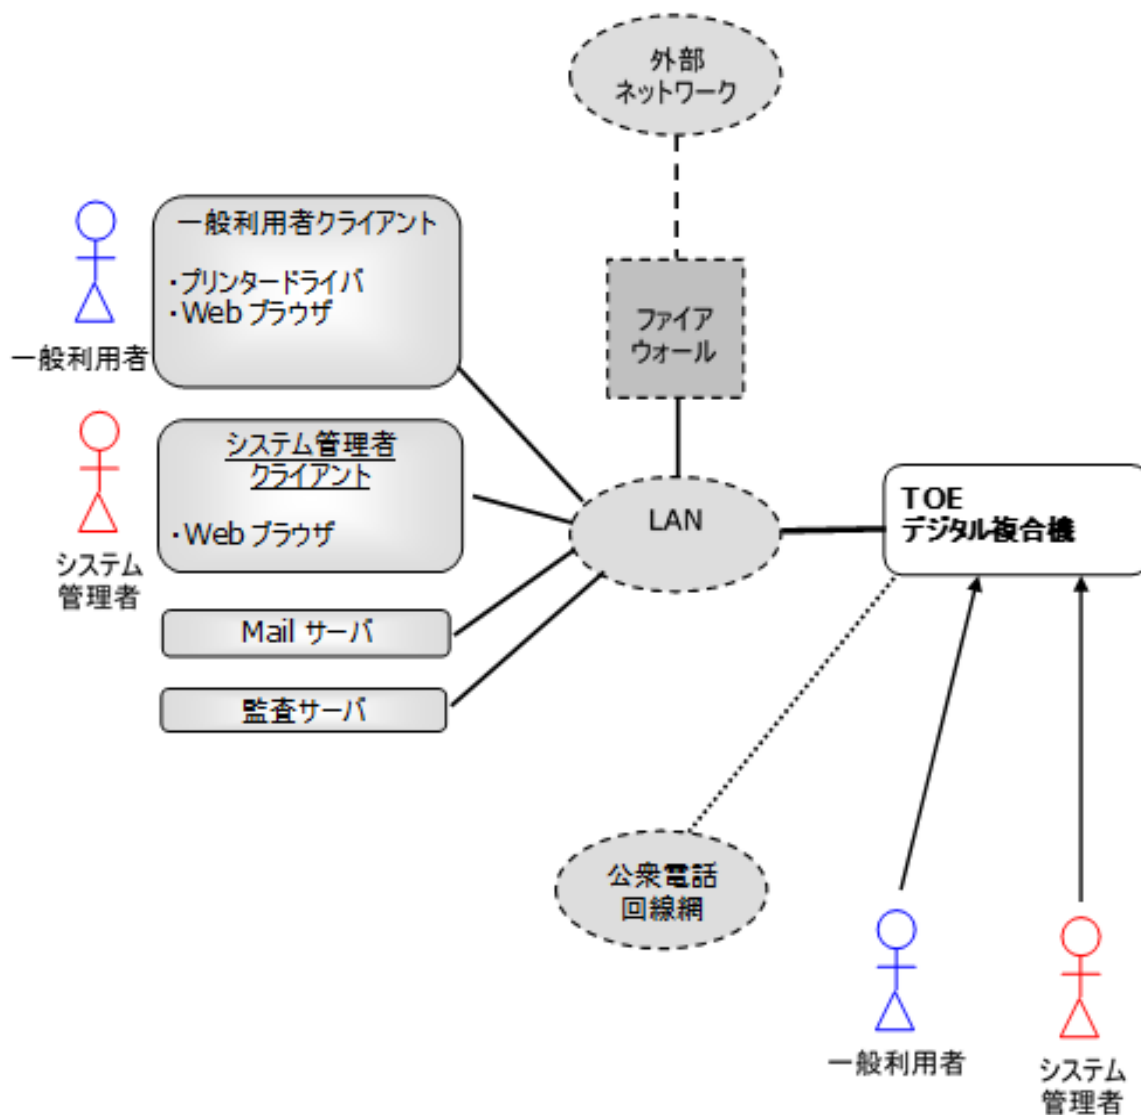 外部
ネットワーク
一般利用者クライアント
・プリンタードライバ
・Web ブラウザ
一般利用者
ファイア
ウォール
システム管理者
クライアント
・Web ブラウザ
システム
管理者
LAN
TOE
デジタル複合機
Mail サーバ
監査サーバ
公衆電話
回線網
一般利用者
システム
管理者